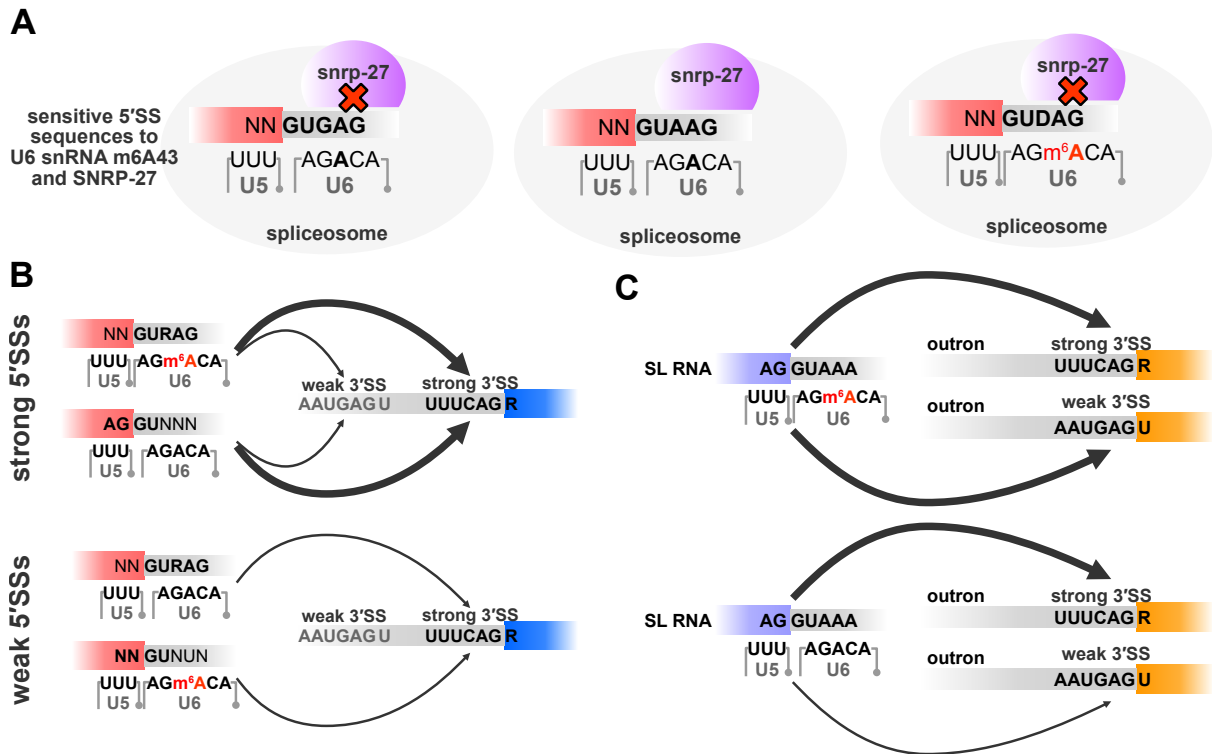 A
sensitive 5′SS
sequences to
U6 snRNA m6A43
and SNRP-27
snrp-27
NN GUGAG
UUU AGACA
U5 U6
spliceosome
snrp-27
NN GUAAG
UUU AGACA
U5 U6
spliceosome
snrp-27
NN GUDAG
UUU AGm⁶ACA
U5 U6
spliceosome
B
strong 5′SSs
NN GURAG
UUU AGm⁶ACA
U5 U6
AG GUNNN
UUU AGACA
U5 U6
weak 3′SS strong 3′SS
AAUGAG U UUUCAG R
weak 5′SSs
NN GURAG
UUU AGACA
U5 U6
NN GUNUN
UUU AGm⁶ACA
U5 U6
weak 3′SS strong 3′SS
AAUGAG U UUUCAG R
C
SL RNA AG GUAAA
UUU AGm⁶ACA
U5 U6
outron strong 3′SS
UUUCAG R
outron weak 3′SS
AAUGAG U
SL RNA AG GUAAA
UUU AGACA
U5 U6
outron strong 3′SS
UUUCAG R
outron weak 3′SS
AAUGAG U